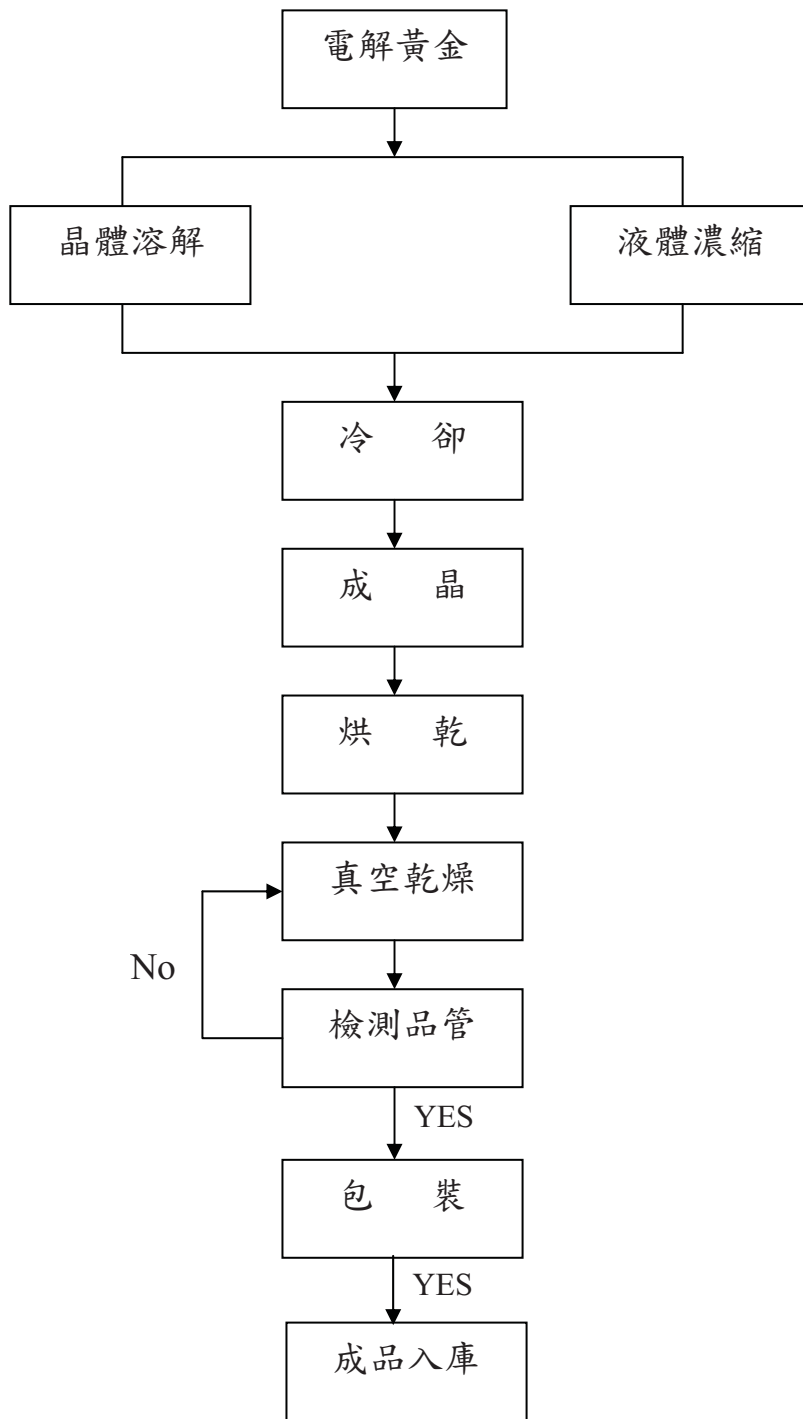 電解黃金
晶體溶解
液體濃縮
冷 卻
成 晶
烘 乾
真空乾燥
No
檢測品管
YES
包 裝
YES
成品入庫